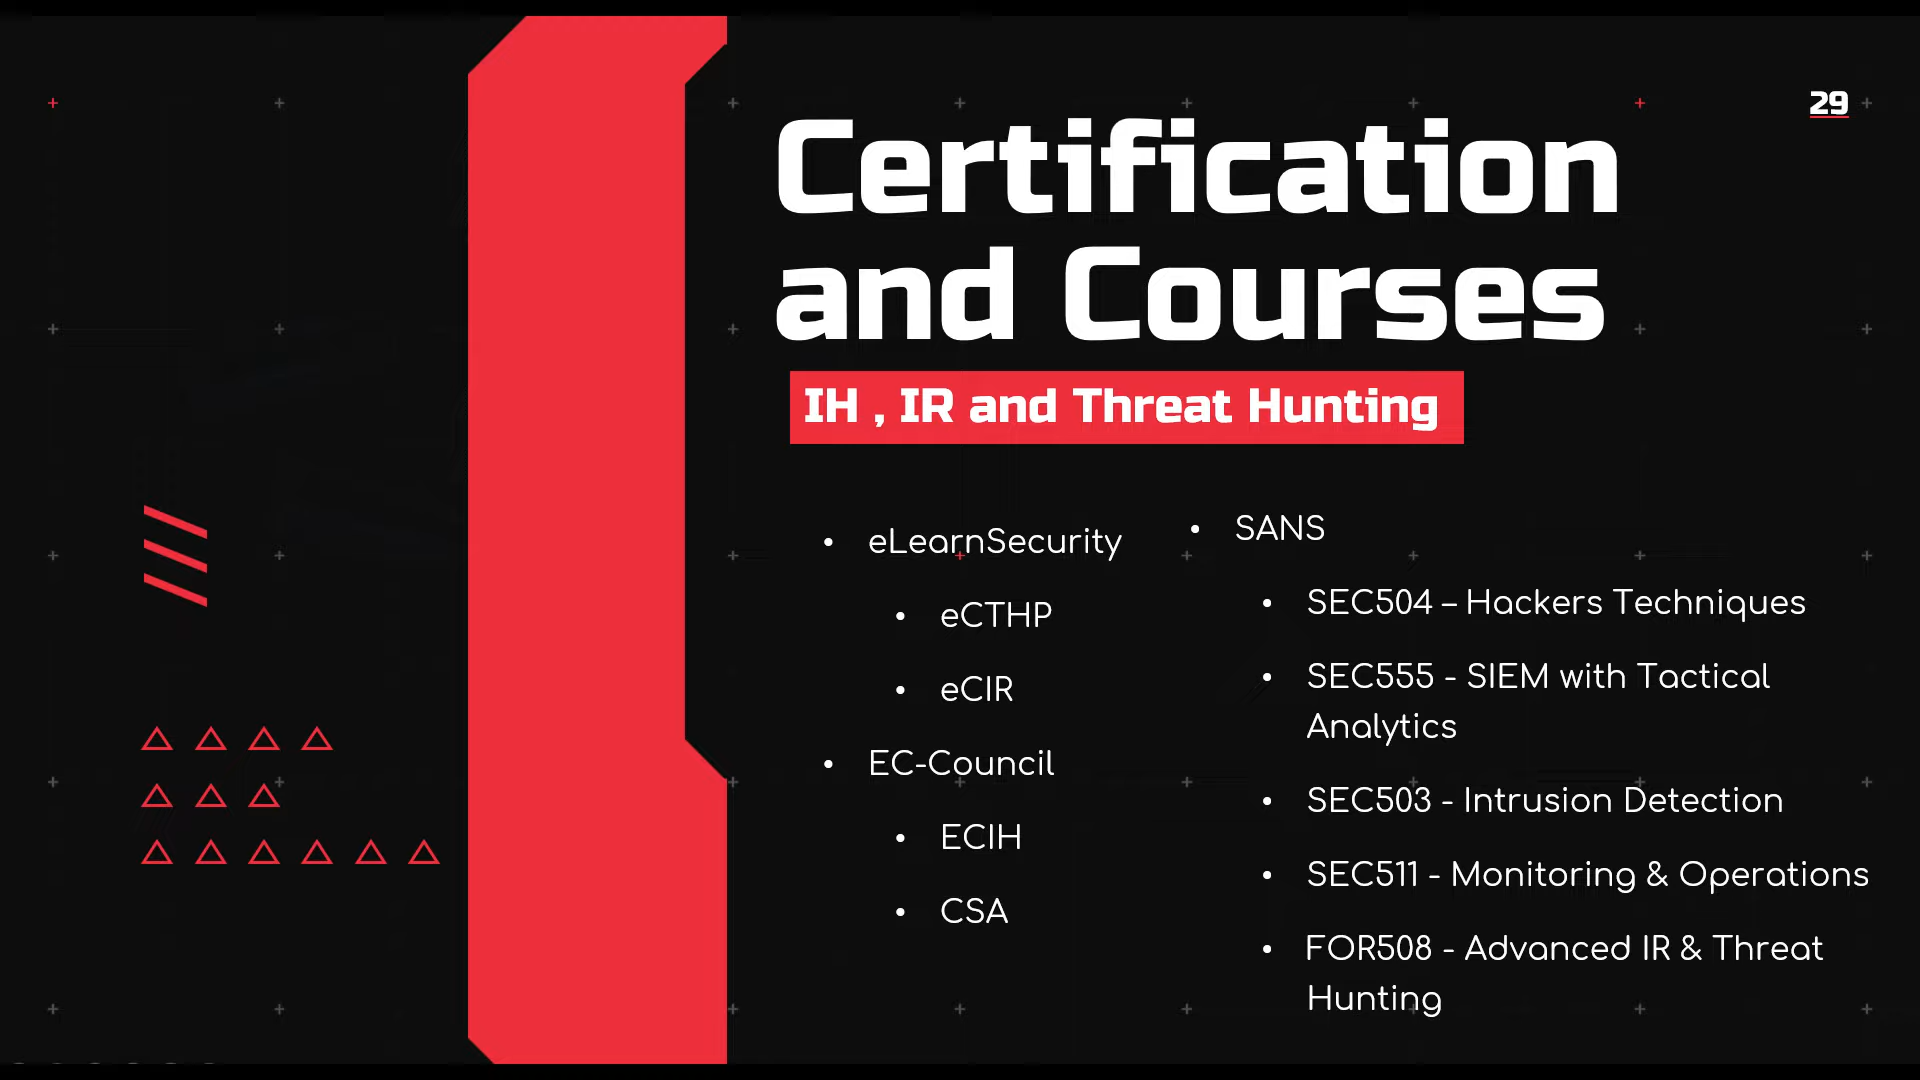 29
Certification
and Courses
IH , IR and Threat Hunting
• eLearnSecurity
• eCTHP
• eCIR
• EC-Council
• ECIH
• CSA
• SANS
• SEC504 – Hackers Techniques
• SEC555 - SIEM with Tactical
Analytics
• SEC503 - Intrusion Detection
• SEC511 - Monitoring & Operations
• FOR508 - Advanced IR & Threat
Hunting